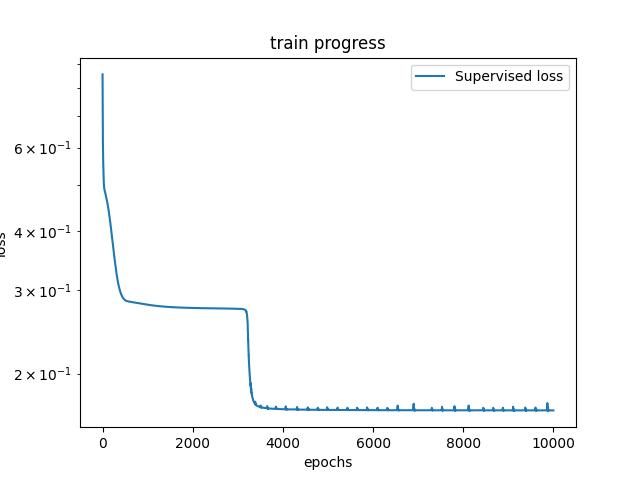 train progress
Supervised loss
6 × 10⁻¹
4 × 10⁻¹
3 × 10⁻¹
2 × 10⁻¹
loss
0 2000 4000 6000 8000 10000
epochs